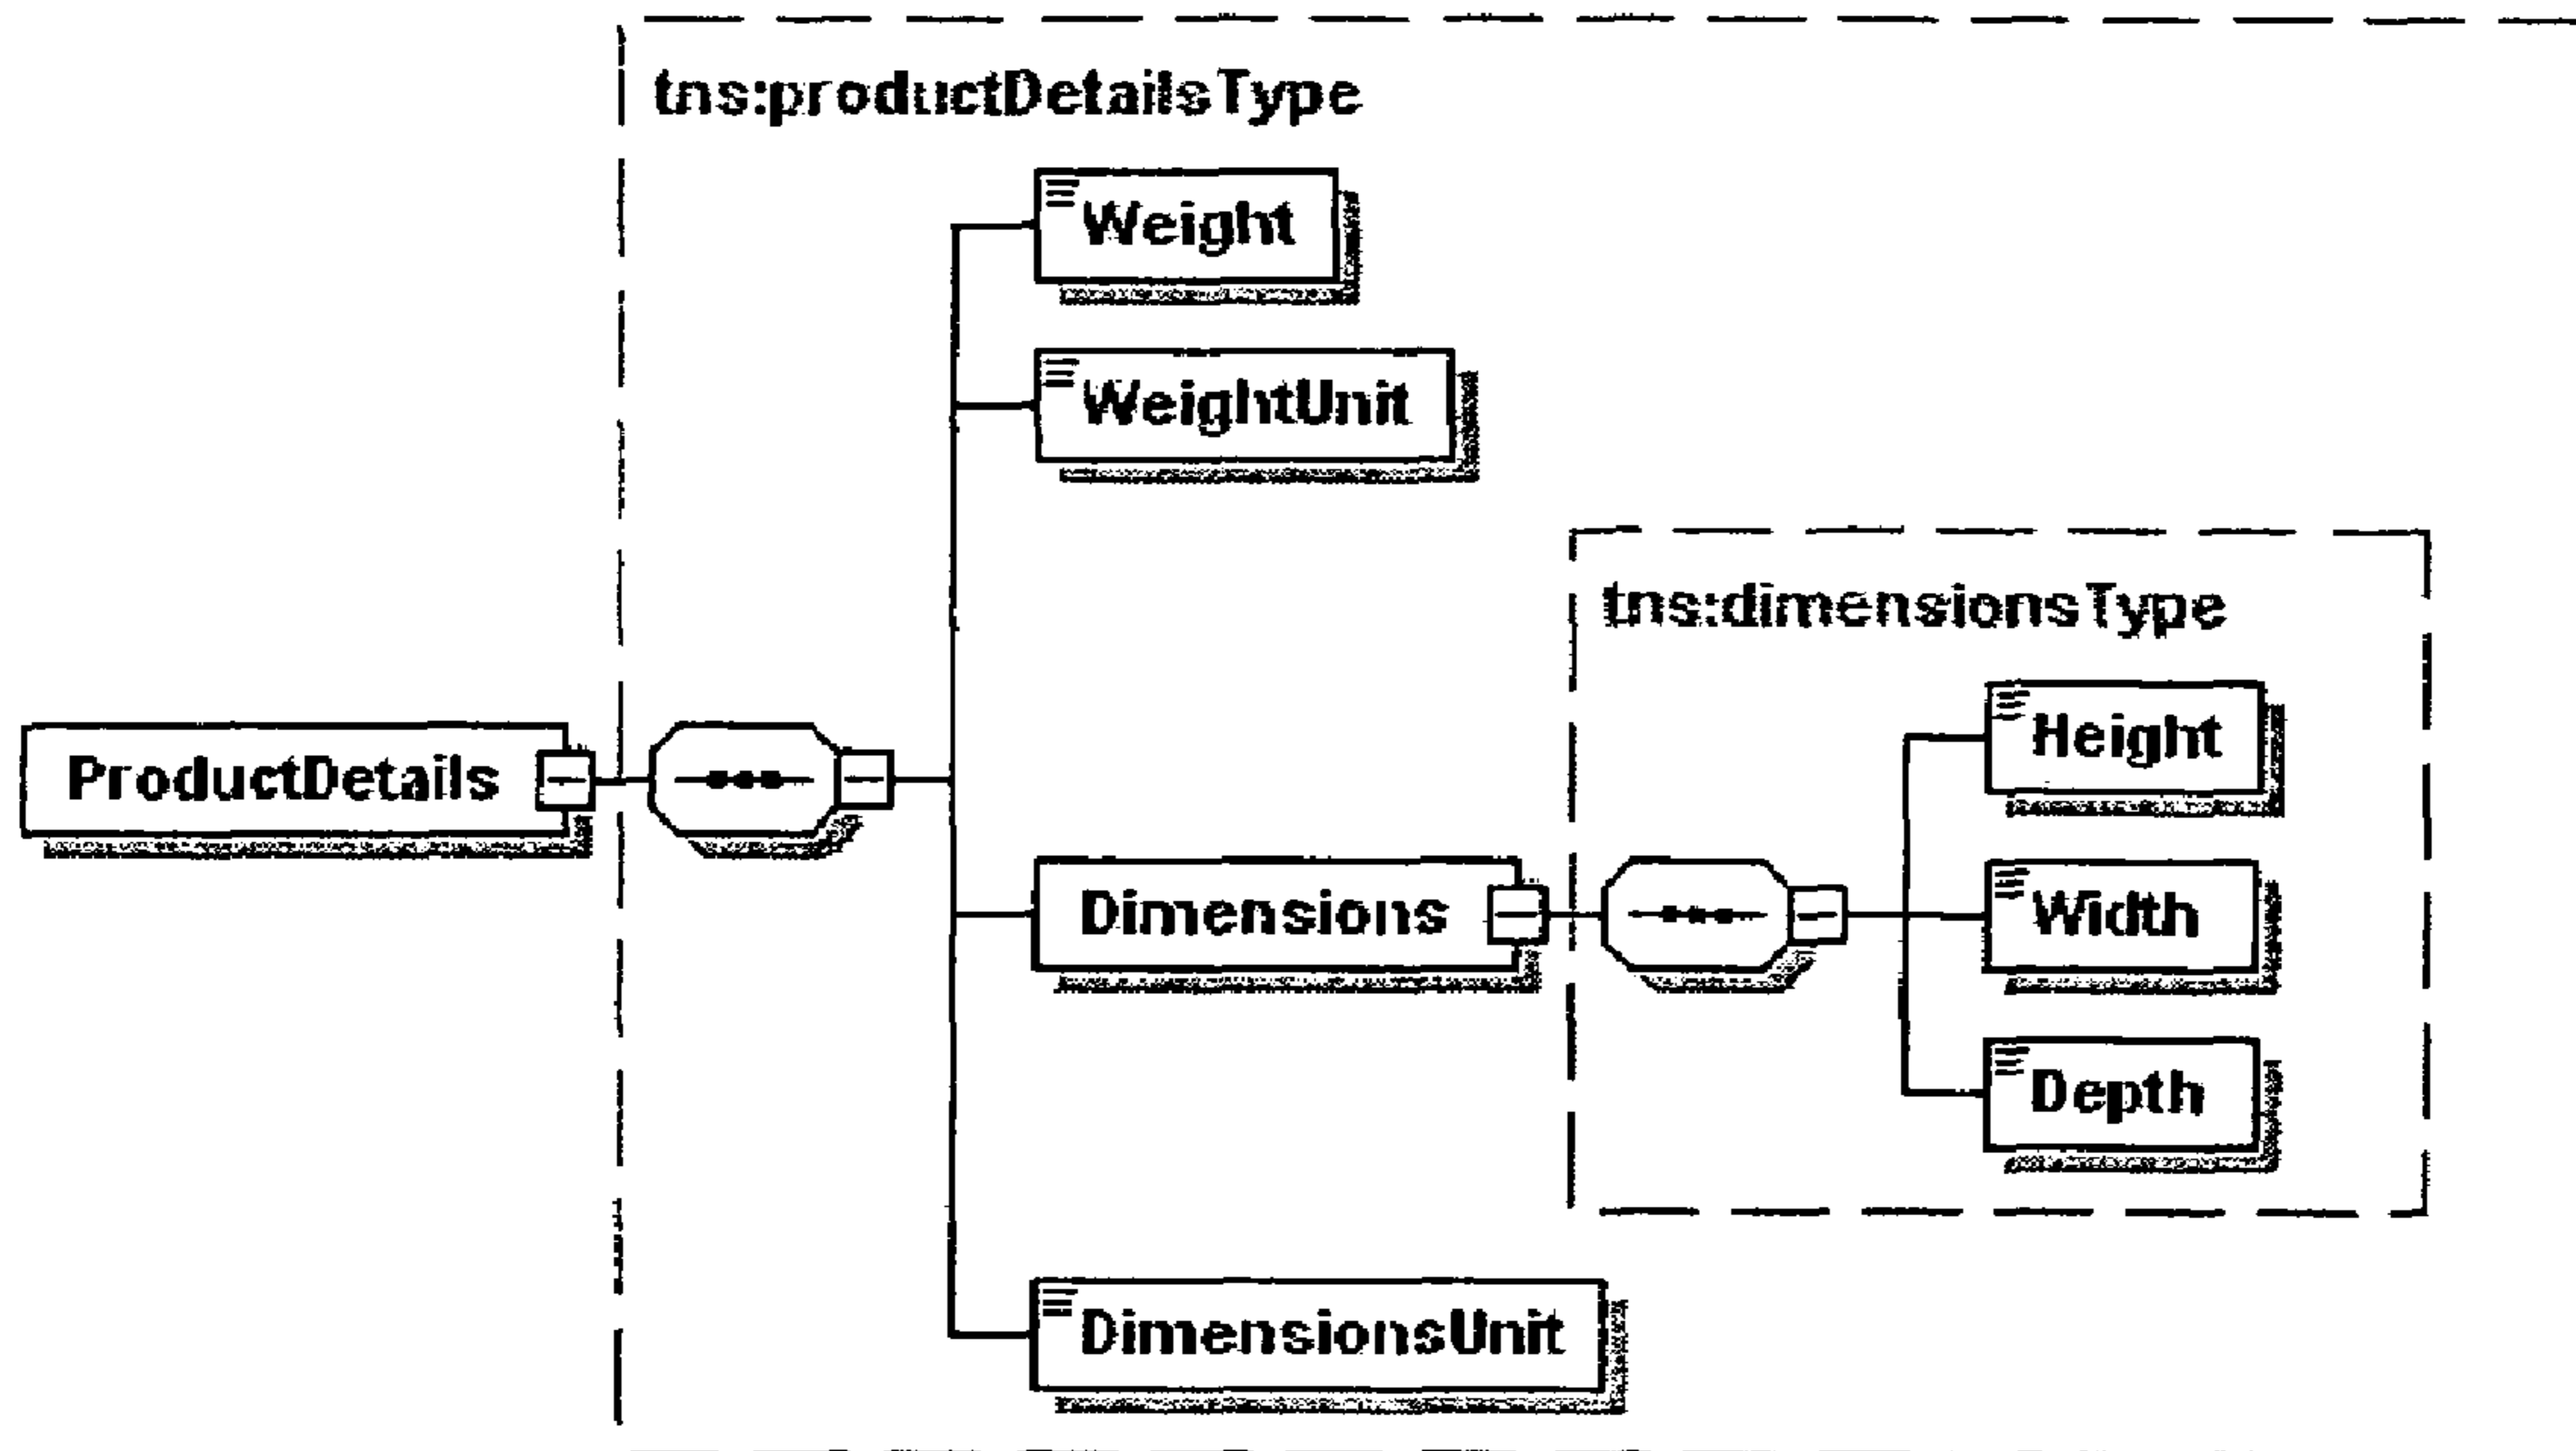 tns:productDetailsType
Weight
WeightUnit
tns:dimensionsType
Height
ProductDetails
Dimensions
Width
Depth
DimensionsUnit